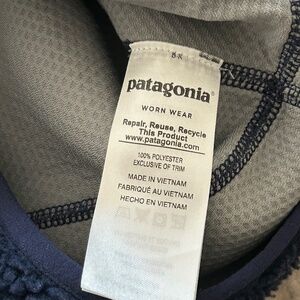 patagonia®
WORN WEAR
Repair, Reuse, Recycle
This Product
www.patagonia.com
100% POLYESTER
EXCLUSIVE OF TRIM
MADE IN VIETNAM
FABRIQUÉ AU VIETNAM
HECHO EN VIETNAM